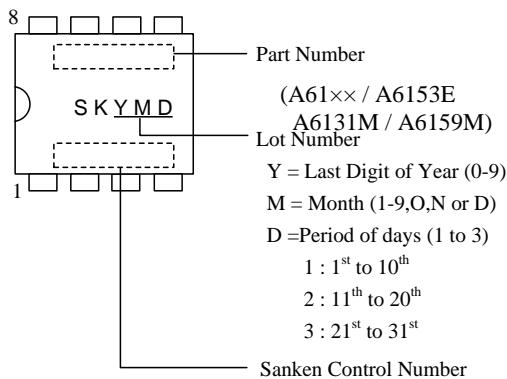 8
Part Number
(A61×× / A6153E
A6131M / A6159M)
SKYMD
Lot Number
Y = Last Digit of Year (0-9)
M = Month (1-9,O,N or D)
D =Period of days (1 to 3)
1 : 1st to 10th
2 : 11th to 20th
3 : 21st to 31st
1
Sanken Control Number